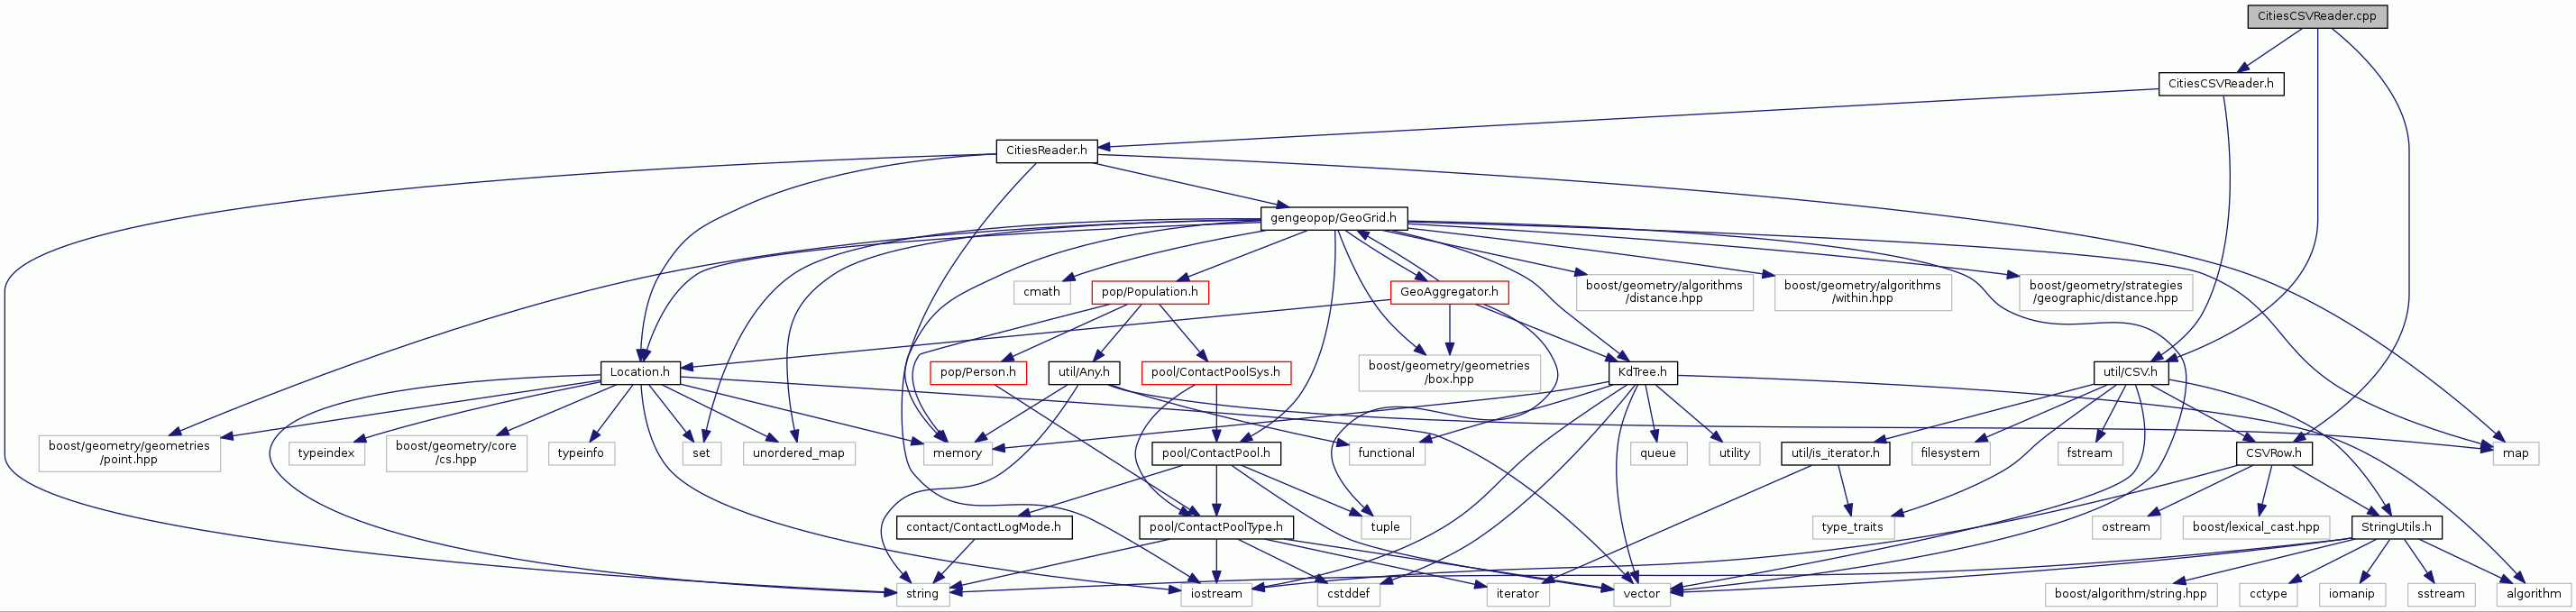 CitiesCSVReader.cpp
CitiesCSVReader.h
CitiesReader.h
gengeopop/GeoGrid.h
cmath
pop/Population.h
GeoAggregator.h
boost/geometry/algorithms
/distance.hpp
boost/geometry/algorithms
/within.hpp
boost/geometry/strategies
/geographic/distance.hpp
Location.h
pop/Person.h
util/Any.h
pool/ContactPoolSys.h
boost/geometry/geometries
/box.hpp
KdTree.h
util/CSV.h
boost/geometry/geometries
/point.hpp
typeindex
boost/geometry/core
/cs.hpp
typeinfo
set
unordered_map
memory
pool/ContactPool.h
functional
queue
utility
util/is_iterator.h
filesystem
fstream
CSVRow.h
map
contact/ContactLogMode.h
pool/ContactPoolType.h
tuple
type_traits
ostream
boost/lexical_cast.hpp
StringUtils.h
string
iostream
cstddef
iterator
vector
boost/algorithm/string.hpp
cctype
iomanip
sstream
algorithm